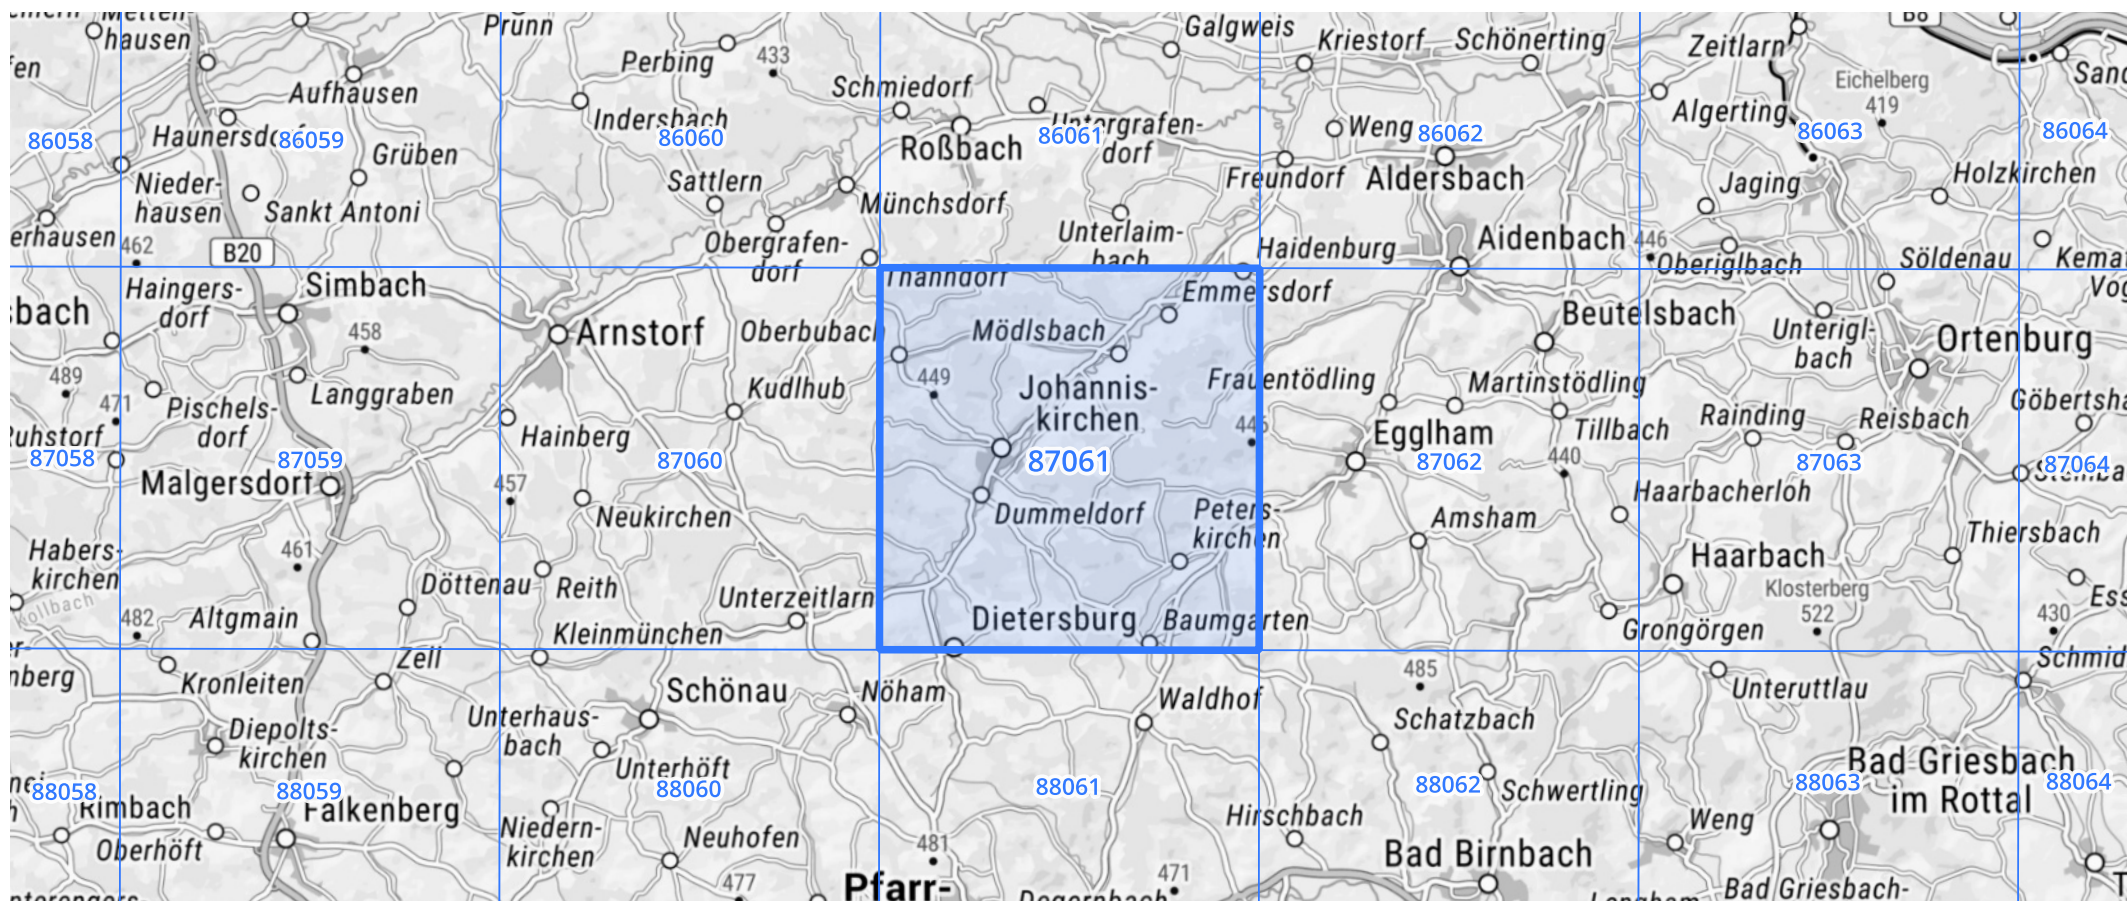 Metten-
hausen
Prünn
Galgweis
B8
Kriestorf
Schönerting
Zeitlarn
Perbing
433
Eichelberg
419
Aufhausen
Schmiedorf
Algerting
Indersbach
Untergrafen-
dorf
Weng
86058
86059
86060
86061
86062
86063
86064
Grüben
Roßbach
Holzkirchen
Nieder-
hausen
Sankt Antoni
Sattlern
Münchsdorf
Freundorf
Aldersbach
Jaging
erhausen
462
B20
Obergrafen-
dorf
Unterlaim-
bach
Haidenburg
Aidenbach
446
Oberiglbach
Söldenau
Haingers-
dorf
Simbach
Thanndorf
Emmersdorf
sbach
458
Arnstorf
Oberbubach
Mödlsbach
Beutelsbach
Unterigl-
bach
Ortenburg
489
471
Langgraben
Kudlhub
449
Johannis-
kirchen
Frauentödling
Martinstödling
Pischels-
dorf
Hainberg
Egglham
Tillbach
Rainding
Reisbach
87058
87059
87060
87061
87062
87063
87064
Malgersdorf
457
440
Neukirchen
Dummeldorf
Peters-
kirchen
Amsham
Haarbacherloh
Thiersbach
Habers-
kirchen
461
Döttenau
Reith
Unterzeitlarn
Haarbach
Klosterberg
522
482
Altgmain
Kleinmünchen
Dietersburg
Baumgarten
Grongörgen
430
Zell
Kronleiten
Schönau
Nöham
Waldhof
485
Unteruttlau
Diepolts-
kirchen
Unterhaus-
bach
Schatzbach
Unterhöft
Bad Griesbach
im Rottal
88058
88059
88060
88061
88062
88063
88064
Rimbach
Falkenberg
Schwertling
Oberhöft
Niedern-
kirchen
Neuhofen
481
Hirschbach
Weng
Bad Birnbach
477
Pfarr-
471
Bad Griesbach-